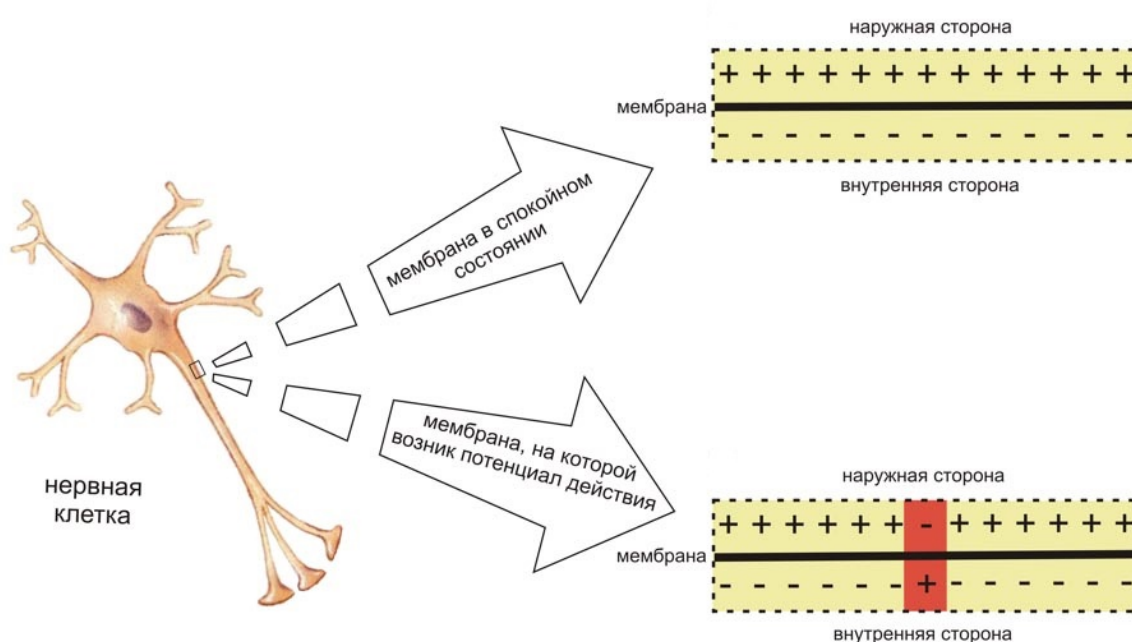 наружная сторона
+ + + + + + + + + + + + +
мембрана
- - - - - - - - - - - - -
внутренняя сторона
мембрана в спокойном
состоянии
мембрана, на которой
возник потенциал действия
нервная
клетка
наружная сторона
+ + + + + + - + + + + + +
мембрана
- - - - - - + - - - - - -
внутренняя сторона